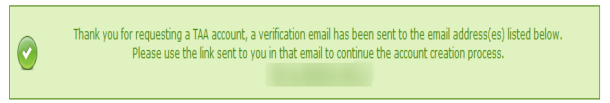 Thank you for requesting a TAA account, a verification email has been sent to the email address(es) listed below.
Please use the link sent to you in that email to continue the account creation process.